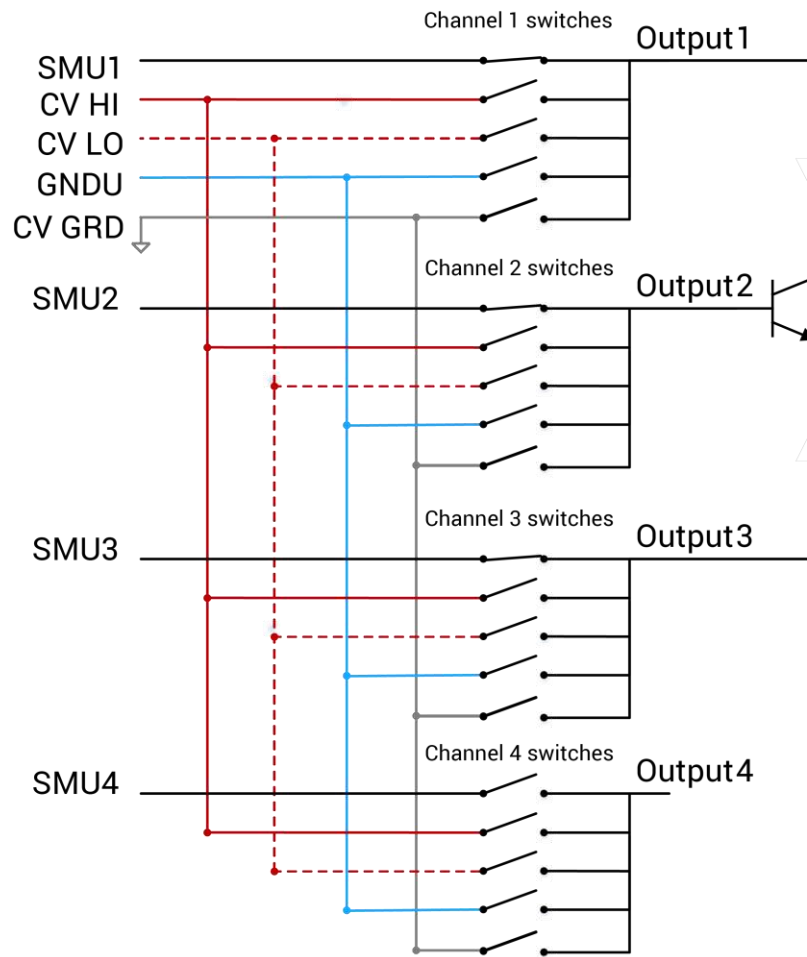 Channel 1 switches
Output1
SMU1
CV HI
CV LO
GNDU
CV GRD
Channel 2 switches
Output2
SMU2
Channel 3 switches
Output3
SMU3
Channel 4 switches
Output4
SMU4